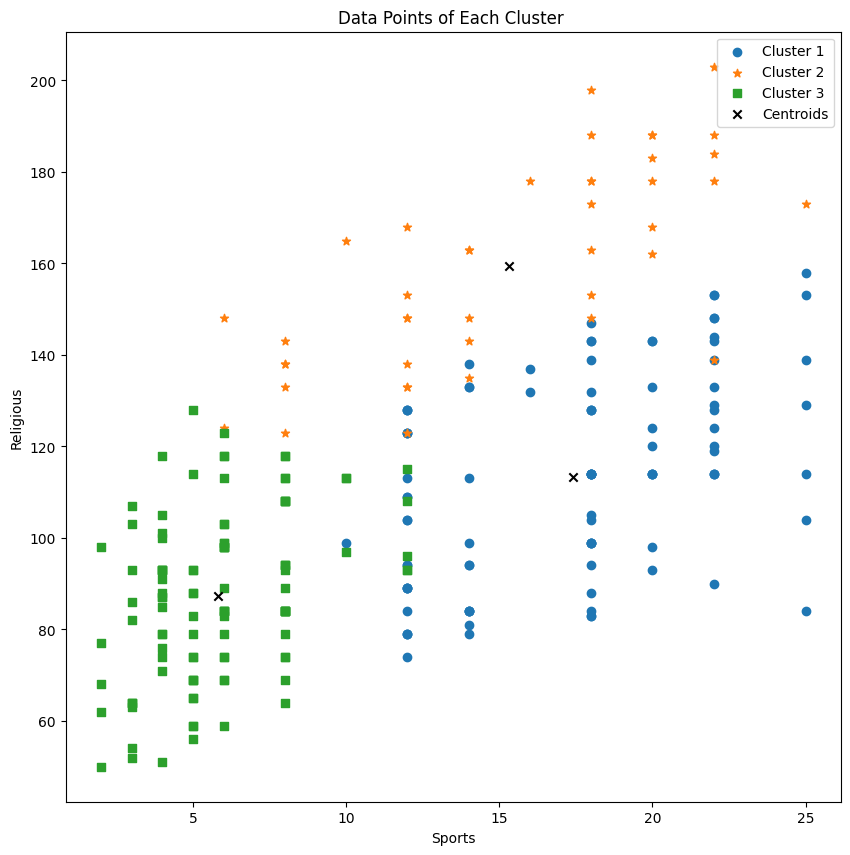 Data Points of Each Cluster
Cluster 1
Cluster 2
Cluster 3
Centroids
200
180
160
140
120
100
80
60
Religious
5
10
15
20
25
Sports